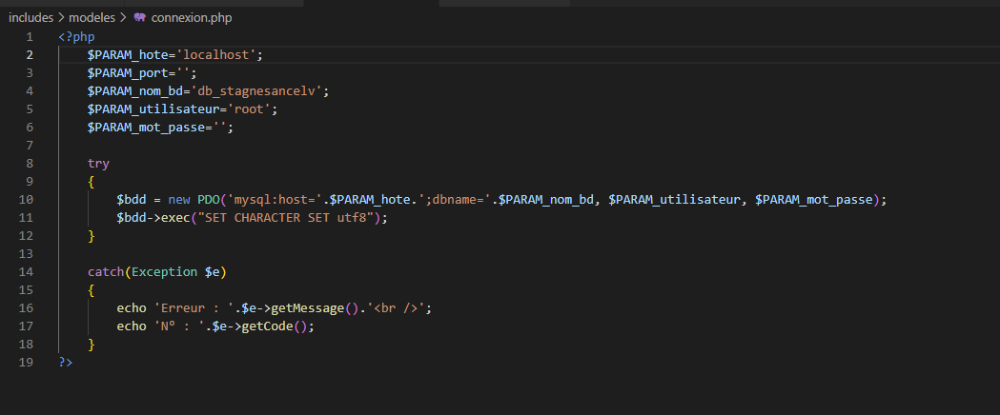 includes > modeles > connexion.php
1 <?php
2 $PARAM_hote='localhost';
3 $PARAM_port='';
4 $PARAM_nom_bd='db_stagnesancelv';
5 $PARAM_utilisateur='root';
6 $PARAM_mot_passe='';
7
8 try
9 {
10 $bdd = new PDO('mysql:host='.$PARAM_hote.';dbname='.$PARAM_nom_bd, $PARAM_utilisateur, $PARAM_mot_passe);
11 $bdd->exec("SET CHARACTER SET utf8");
12 }
13
14 catch(Exception $e)
15 {
16 echo 'Erreur : '.$e->getMessage().'<br />';
17 echo 'N° : '.$e->getCode();
18 }
19 ?>